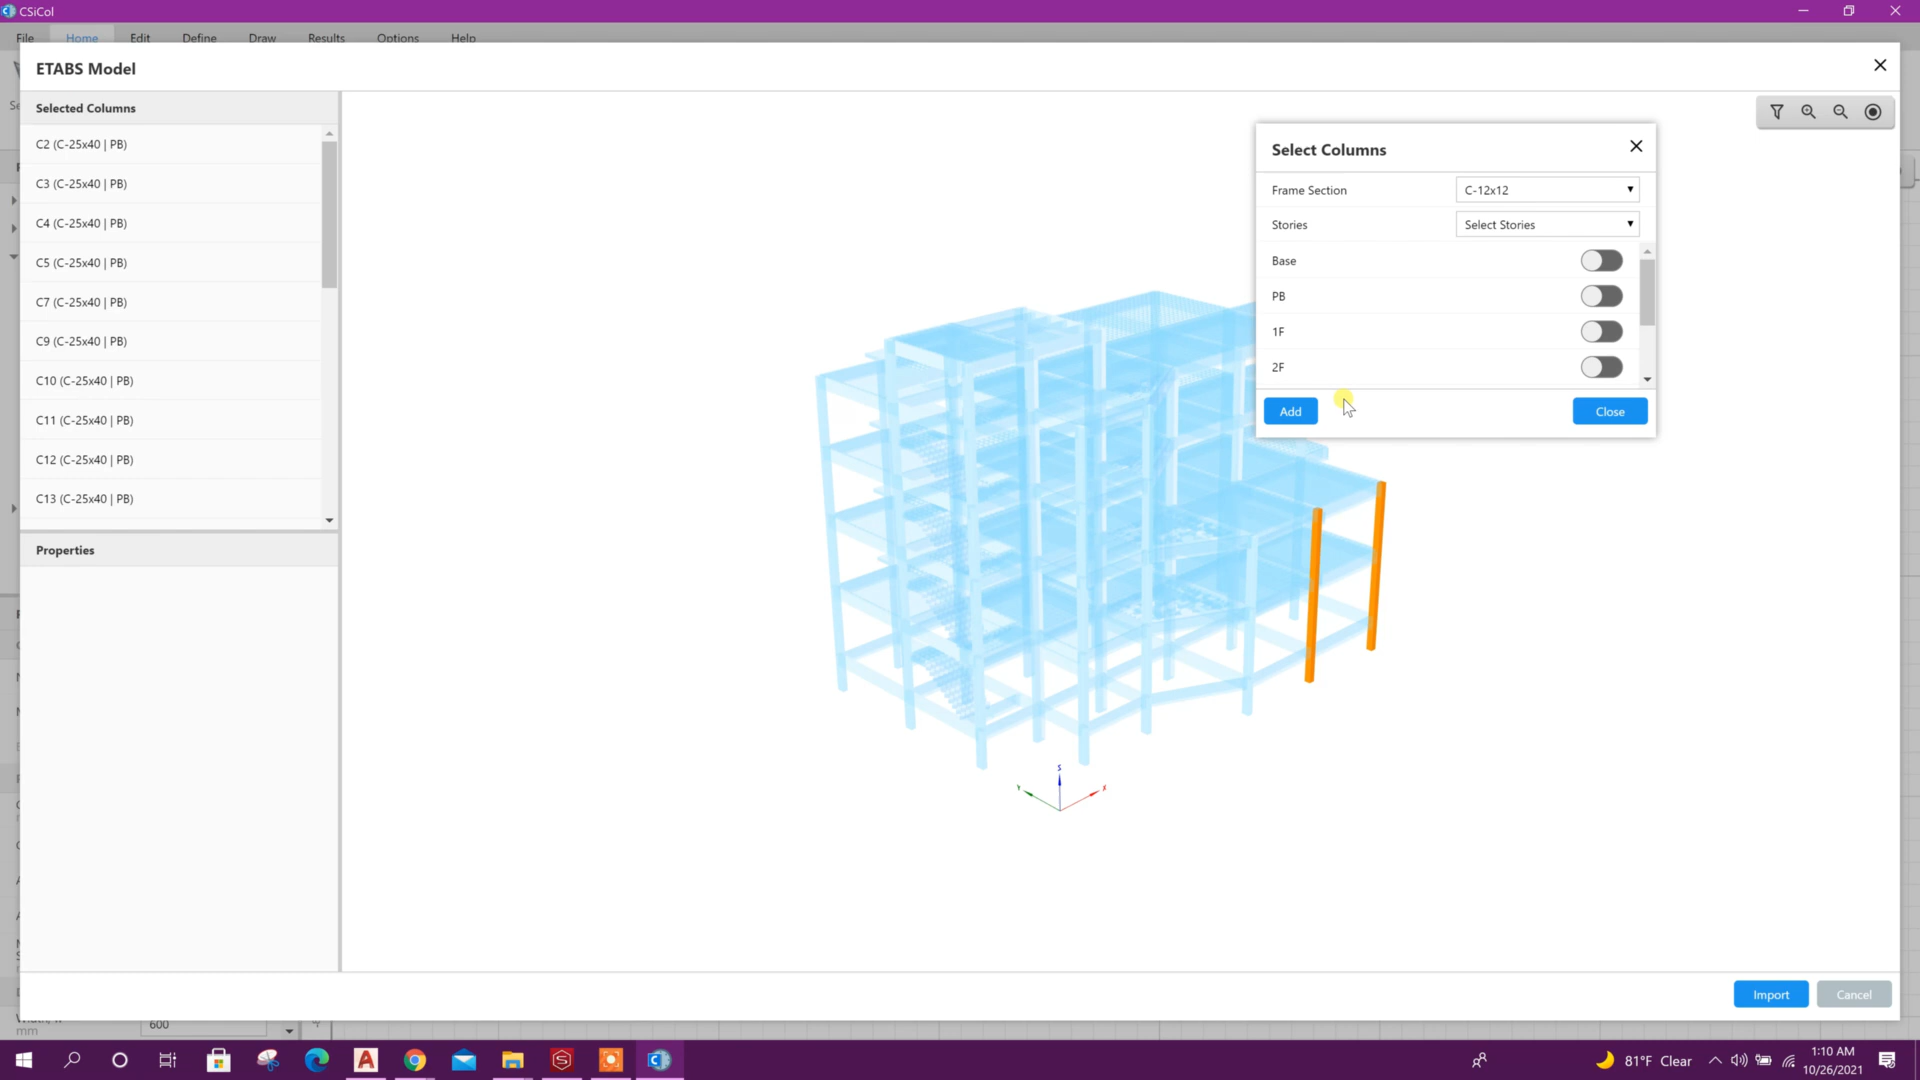 CSiCol
File Home Edit Define Draw Results Options Help
ETABS Model
Selected Columns
C2 (C-25x40 | PB)
C3 (C-25x40 | PB)
C4 (C-25x40 | PB)
C5 (C-25x40 | PB)
C7 (C-25x40 | PB)
C9 (C-25x40 | PB)
C10 (C-25x40 | PB)
C11 (C-25x40 | PB)
C12 (C-25x40 | PB)
C13 (C-25x40 | PB)
Properties
Select Columns
Frame Section C-12x12
Stories Select Stories
Base
PB
1F
2F
Add Close
S
Y X
Import Cancel
mm 600
81°F Clear
1:10 AM
10/26/2021